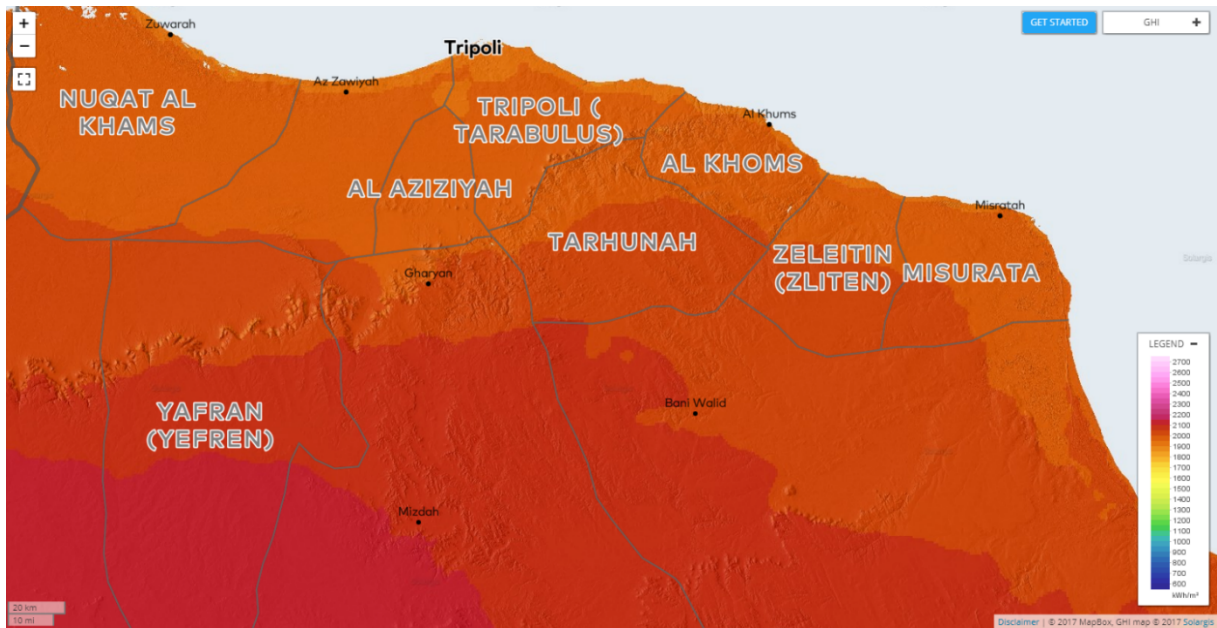 +
−
GET STARTED
GHI +
Zuwarah
Tripoli
Az Zawiyah
NUQAT AL
KHAMS
TRIPOLI (
TARABULUS)
Al Khums
AL KHOMS
AL AZIZIYAH
Misratah
TARHUNAH
ZELEITIN
(ZLITEN)
MISURATA
Solargis
Gharyan
YAFRAN
(YEFREN)
Bani Walid
Mizdah
LEGEND −
2700
2600
2500
2400
2300
2200
2100
2000
1900
1800
1700
1600
1500
1400
1300
1200
1100
1000
900
800
700
600
kWh/m²
20 km
10 mi
Disclaimer | © 2017 MapBox, GHI map © 2017 Solargis